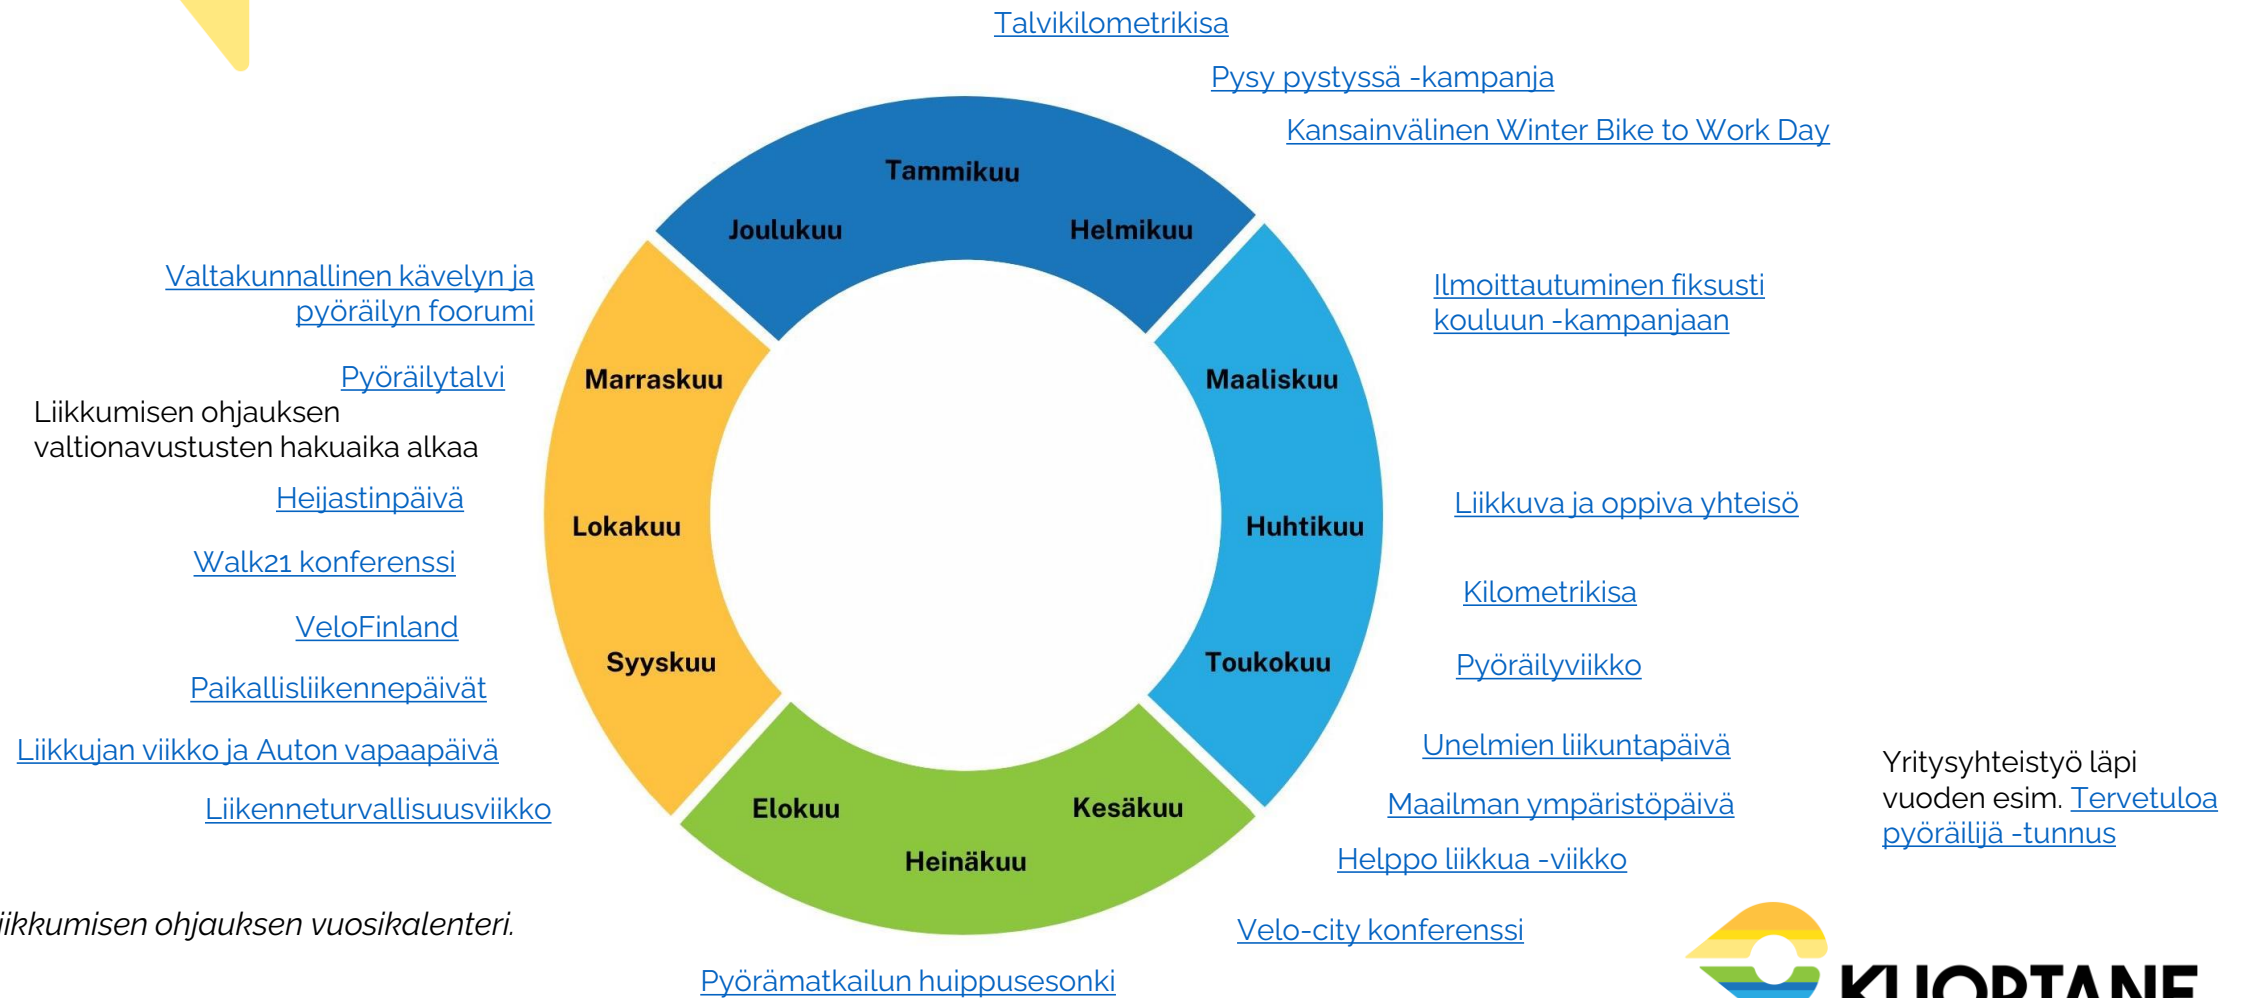 Talvikilometrikisa
Pysy pystyssä -kampanja
Kansainvälinen Winter Bike to Work Day
Tammikuu
Joulukuu
Helmikuu
Valtakunnallinen kävelyn ja
pyöräilyn foorumi
Ilmoittautuminen fiksusti
kouluun -kampanjaan
Pyöräilytalvi
Marraskuu
Maaliskuu
Liikkumisen ohjauksen
valtionavustusten hakuaika alkaa
Heijastinpäivä
Liikkuva ja oppiva yhteisö
Lokakuu
Huhtikuu
Walk21 konferenssi
Kilometrikisa
VeloFinland
Syyskuu
Toukokuu
Pyöräilyviikko
Paikallisliikennepäivät
Liikkujan viikko ja Auton vapaapäivä
Unelmien liikuntapäivä
Yritysyhteistyö läpi
vuoden esim. Tervetuloa
pyöräilijä -tunnus
Liikenneturvallisuusviikko
Elokuu
Kesäkuu
Maailman ympäristöpäivä
Heinäkuu
Helppo liikkua -viikko
iikkumisen ohjauksen vuosikalenteri.
Velo-city konferenssi
Pyörämatkailun huippusesonki
KUORTANE